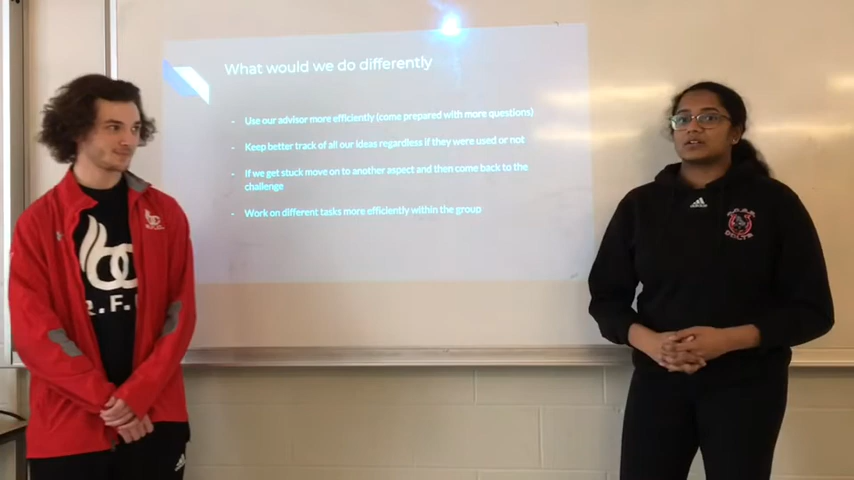 What would we do differently
- Use our advisor more efficiently (come prepared with more questions)
- Keep better track of all our ideas regardless if they were used or not
- If we get stuck move on to another aspect and then come back to the
challenge
- Work on different tasks more efficiently within the group
R.F.
COLTS